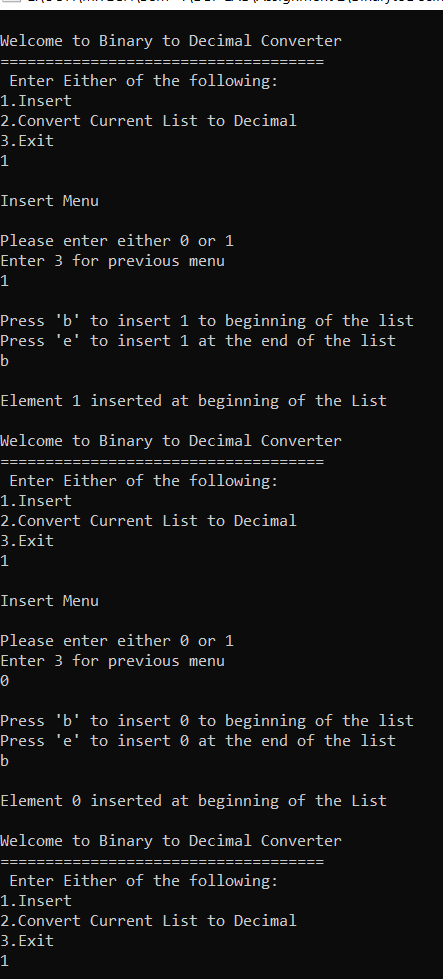 Welcome to Binary to Decimal Converter
====================================
 Enter Either of the following:
1.Insert
2.Convert Current List to Decimal
3.Exit
1

Insert Menu

Please enter either 0 or 1
Enter 3 for previous menu
1

Press 'b' to insert 1 to beginning of the list
Press 'e' to insert 1 at the end of the list
b

Element 1 inserted at beginning of the List

Welcome to Binary to Decimal Converter
====================================
 Enter Either of the following:
1.Insert
2.Convert Current List to Decimal
3.Exit
1

Insert Menu

Please enter either 0 or 1
Enter 3 for previous menu
0

Press 'b' to insert 0 to beginning of the list
Press 'e' to insert 0 at the end of the list
b

Element 0 inserted at beginning of the List

Welcome to Binary to Decimal Converter
====================================
 Enter Either of the following:
1.Insert
2.Convert Current List to Decimal
3.Exit
1